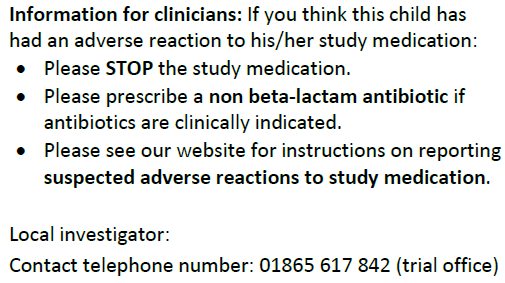 Information for clinicians: If you think this child has
had an adverse reaction to his/her study medication:
• Please STOP the study medication.
• Please prescribe a non beta-lactam antibiotic if
antibiotics are clinically indicated.
• Please see our website for instructions on reporting
suspected adverse reactions to study medication.
Local investigator:
Contact telephone number: 01865 617 842 (trial office)